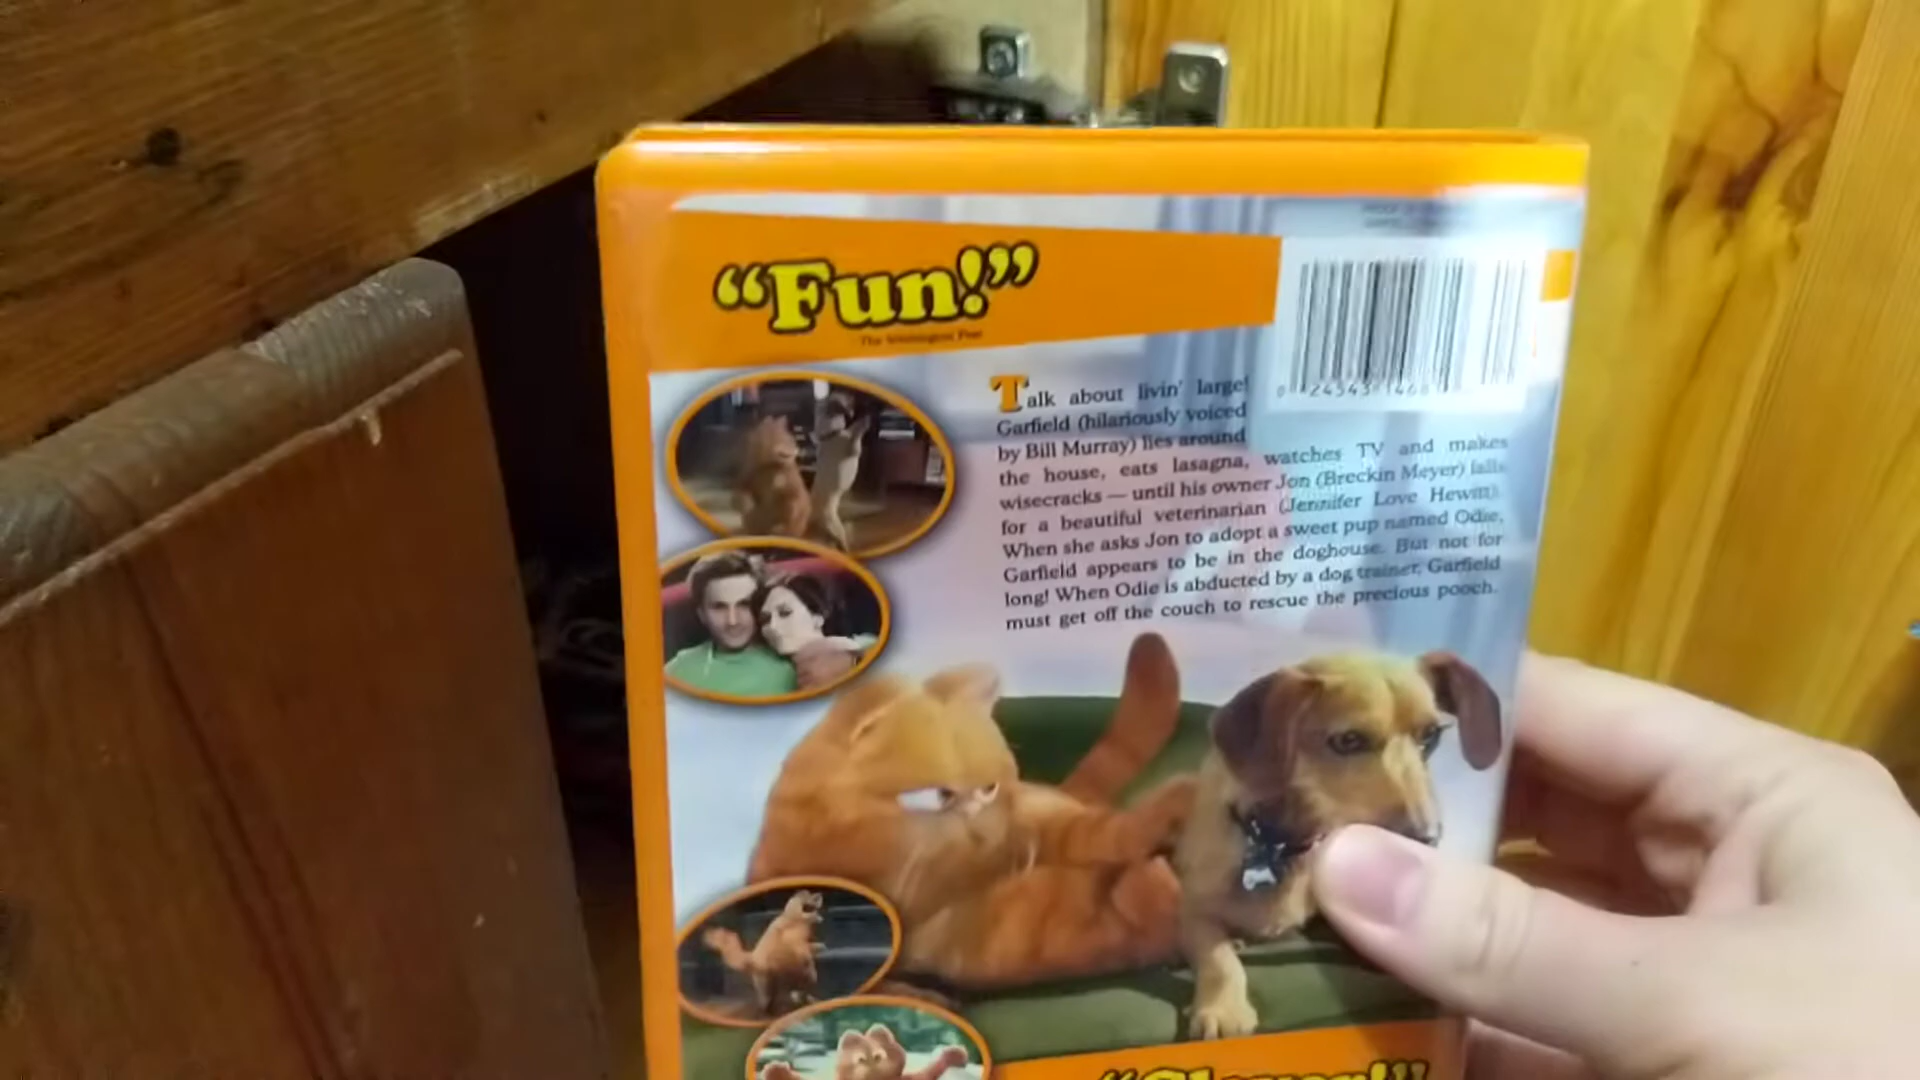 “Fun!”
The Washington Post
Talk about livin' large!
Garfield (hilariously voiced
by Bill Murray) lies around
the house, eats lasagna, watches TV and makes
wisecracks — until his owner Jon (Breckin Meyer) falls
for a beautiful veterinarian (Jennifer Love Hewitt).
When she asks Jon to adopt a sweet pup named Odie,
Garfield appears to be in the doghouse. But not for
long! When Odie is abducted by a dog trainer, Garfield
must get off the couch to rescue the precious pooch.